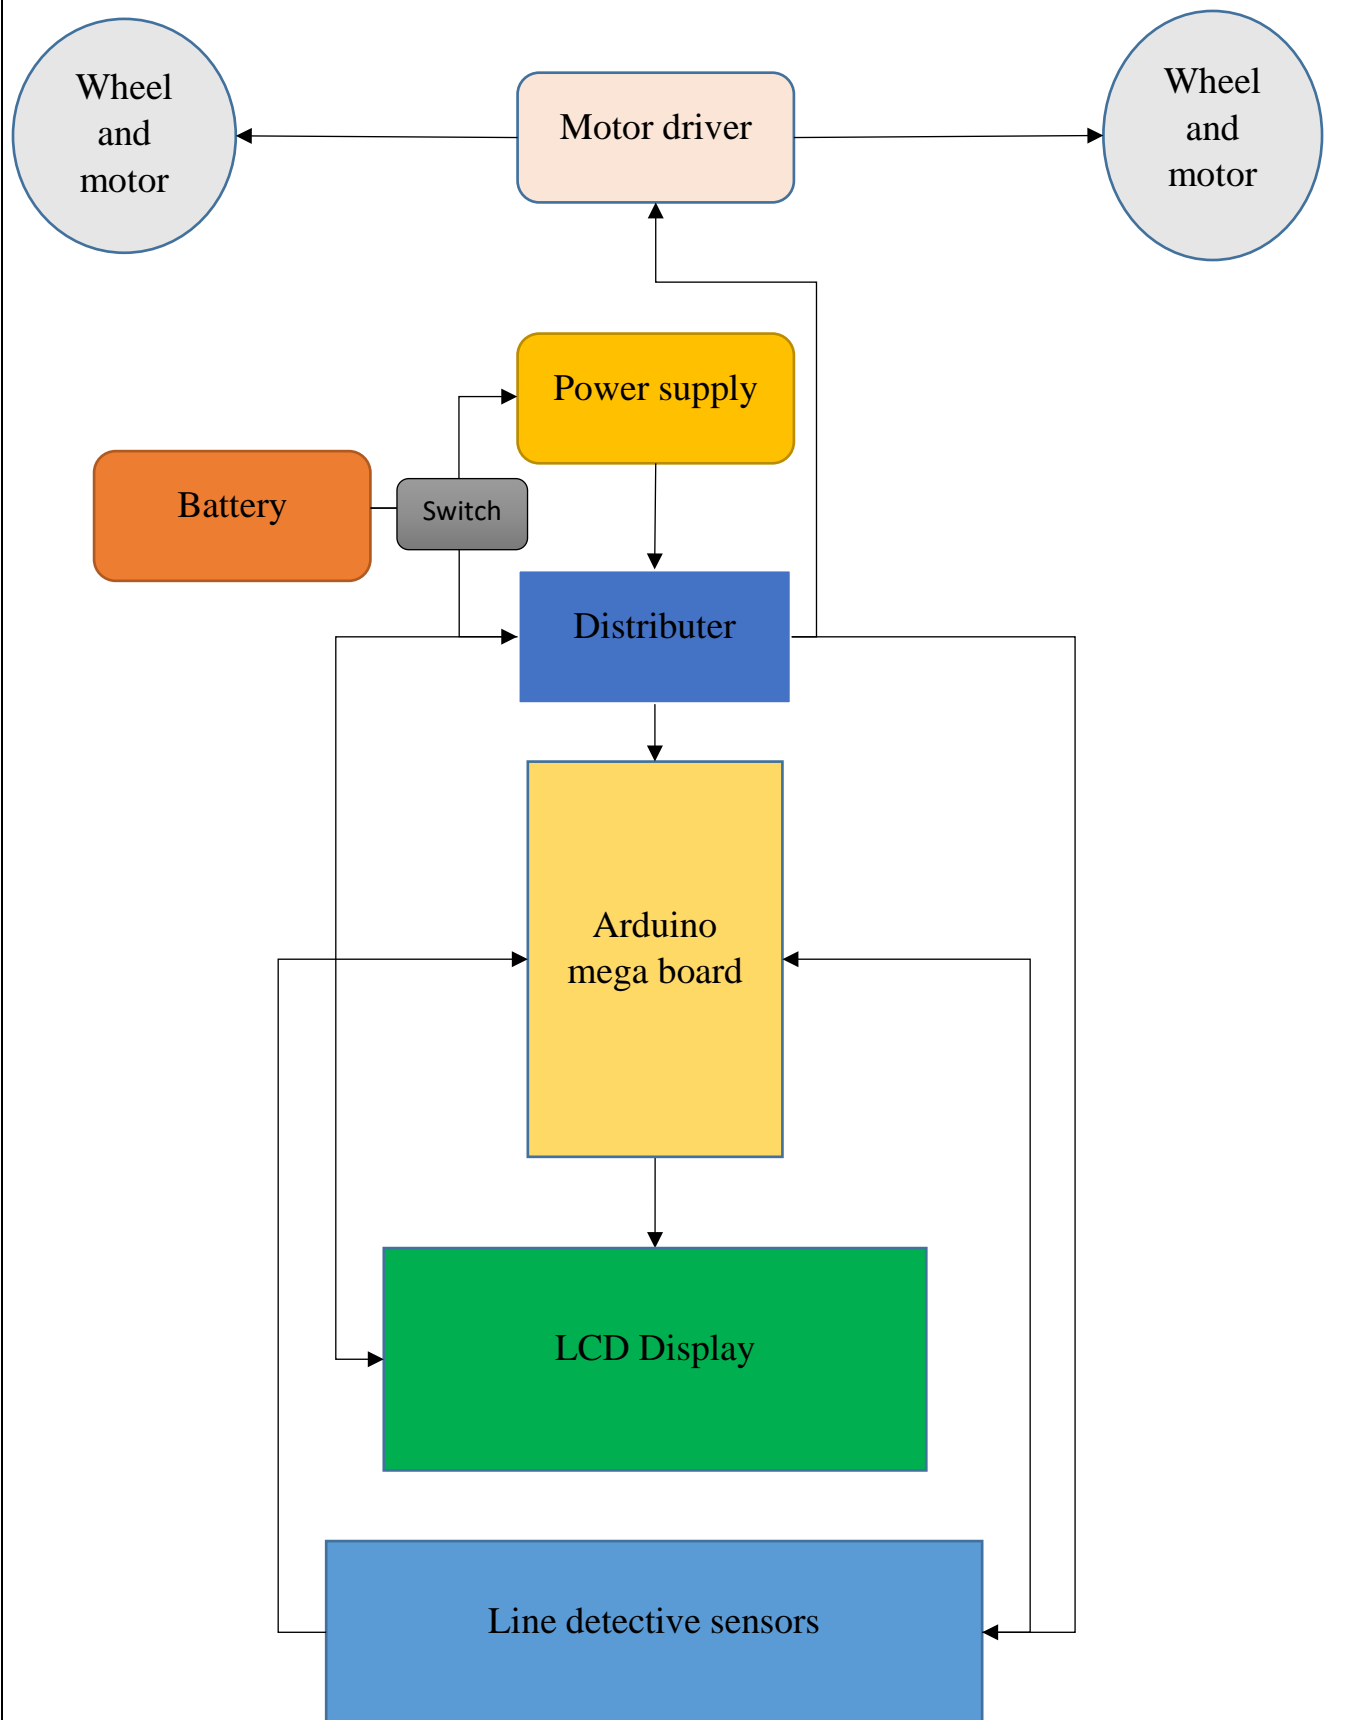 Wheel
and
motor
Motor driver
Wheel
and
motor
Power supply
Battery
Switch
Distributer
Arduino
mega board
LCD Display
Line detective sensors